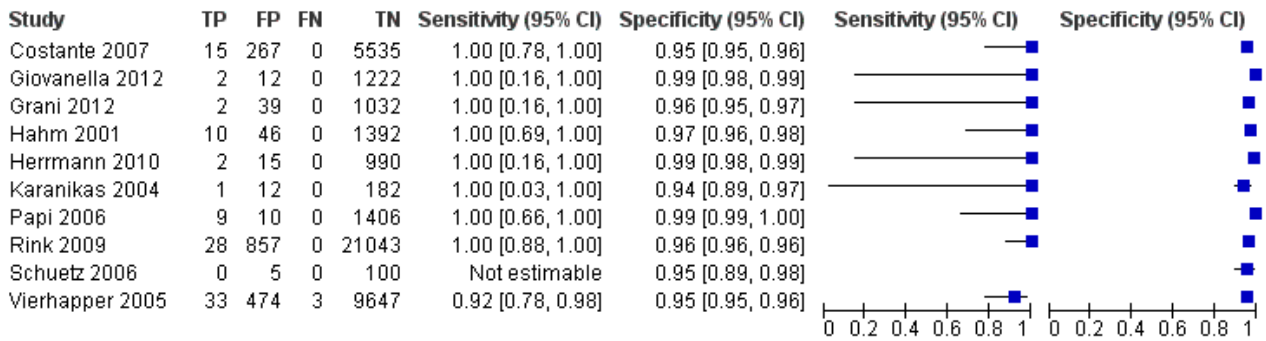 Study TP FP FN TN Sensitivity (95% CI) Specificity (95% CI) Sensitivity (95% CI) Specificity (95% CI)
Costante 2007 15 267 0 5535 1.00 [0.78, 1.00] 0.95 [0.95, 0.96]
Giovanella 2012 2 12 0 1222 1.00 [0.16, 1.00] 0.99 [0.98, 0.99]
Grani 2012 2 39 0 1032 1.00 [0.16, 1.00] 0.96 [0.95, 0.97]
Hahm 2001 10 46 0 1392 1.00 [0.69, 1.00] 0.97 [0.96, 0.98]
Herrmann 2010 2 15 0 990 1.00 [0.16, 1.00] 0.99 [0.98, 0.99]
Karanikas 2004 1 12 0 182 1.00 [0.03, 1.00] 0.94 [0.89, 0.97]
Papi 2006 9 10 0 1406 1.00 [0.66, 1.00] 0.99 [0.99, 1.00]
Rink 2009 28 857 0 21043 1.00 [0.88, 1.00] 0.96 [0.96, 0.96]
Schuetz 2006 0 5 0 100 Not estimable 0.95 [0.89, 0.98]
Vierhapper 2005 33 474 3 9647 0.92 [0.78, 0.98] 0.95 [0.95, 0.96]
0 0.2 0.4 0.6 0.8 1 0 0.2 0.4 0.6 0.8 1